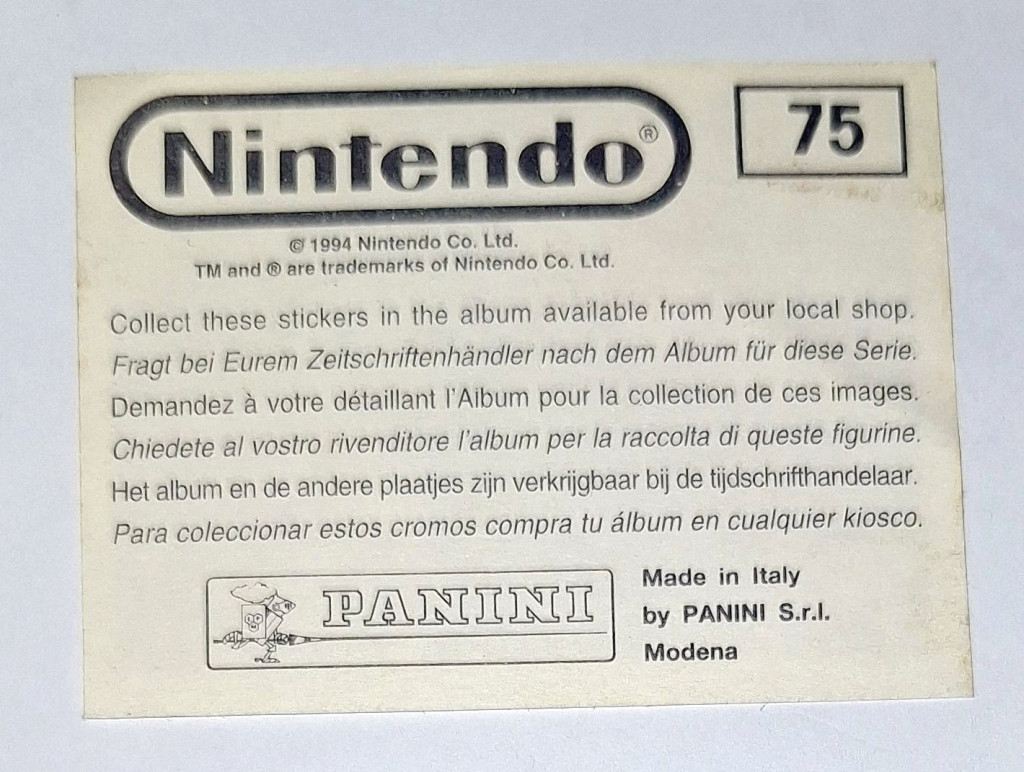 Nintendo®
75
© 1994 Nintendo Co. Ltd.
TM and ® are trademarks of Nintendo Co. Ltd.
Collect these stickers in the album available from your local shop.
Fragt bei Eurem Zeitschriftenhändler nach dem Album für diese Serie.
Demandez à votre détaillant l'Album pour la collection de ces images.
Chiedete al vostro rivenditore l'album per la raccolta di queste figurine.
Het album en de andere plaatjes zijn verkrijgbaar bij de tijdschrifthandelaar.
Para coleccionar estos cromos compra tu álbum en cualquier kiosco.
PANINI
Made in Italy
by PANINI S.r.l.
Modena